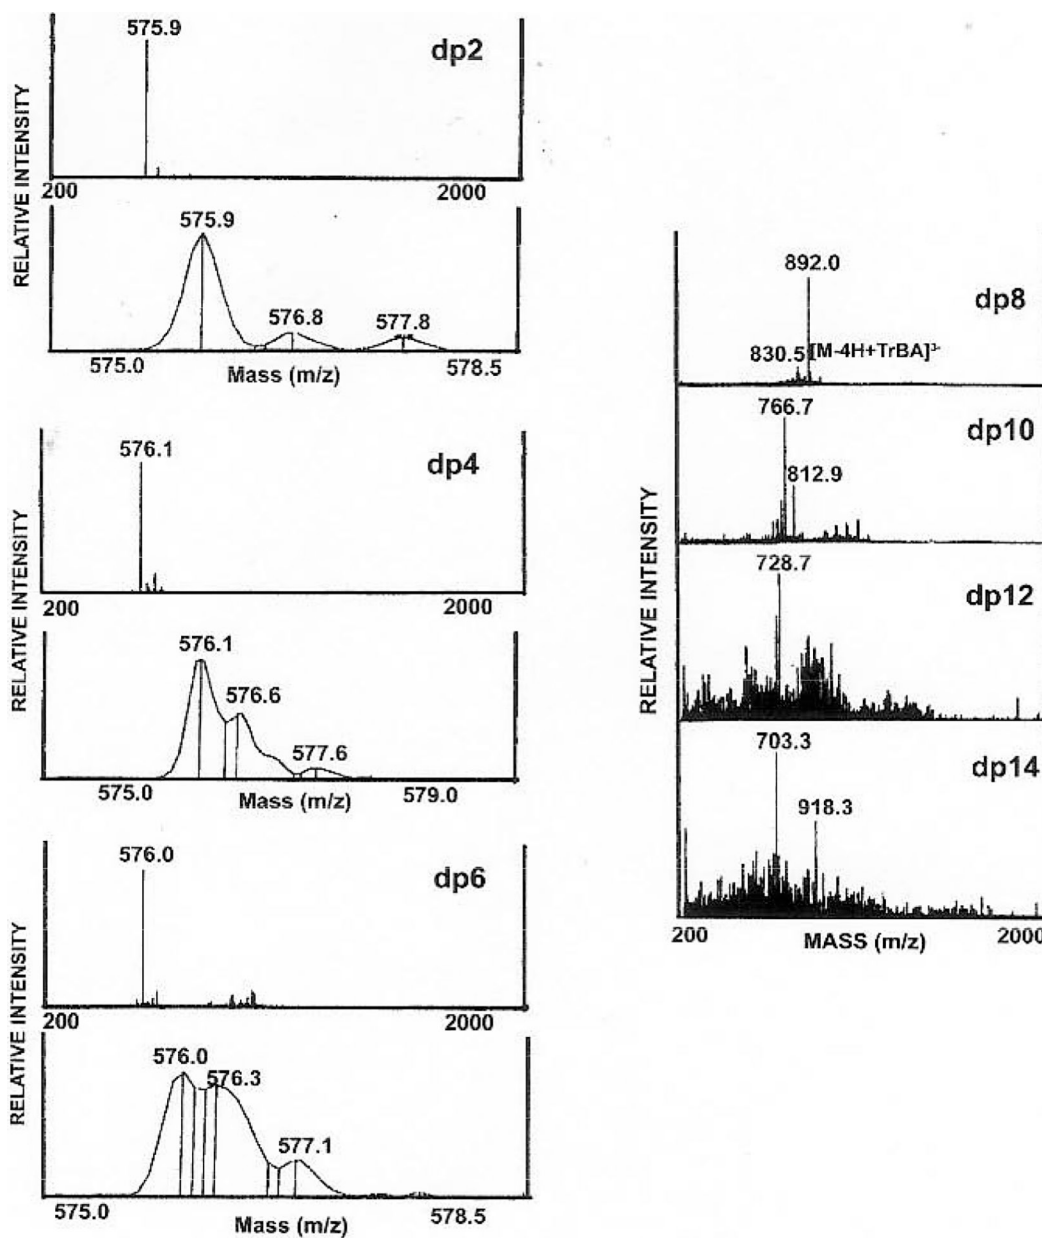 575.9
dp2
RELATIVE INTENSITY
200
2000
575.9
576.8
577.8
575.0
Mass (m/z)
578.5
576.1
dp4
200
2000
576.1
576.6
577.6
575.0
Mass (m/z)
579.0
576.0
dp6
RELATIVE INTENSITY
200
2000
576.0
576.3
577.1
575.0
Mass (m/z)
578.5
RELATIVE INTENSITY
892.0
dp8
830.5 [M-4H+TrBA]³⁻
766.7
dp10
812.9
728.7
dp12
703.3
dp14
918.3
200
MASS (m/z)
2000
RELATIVE INTENSITY